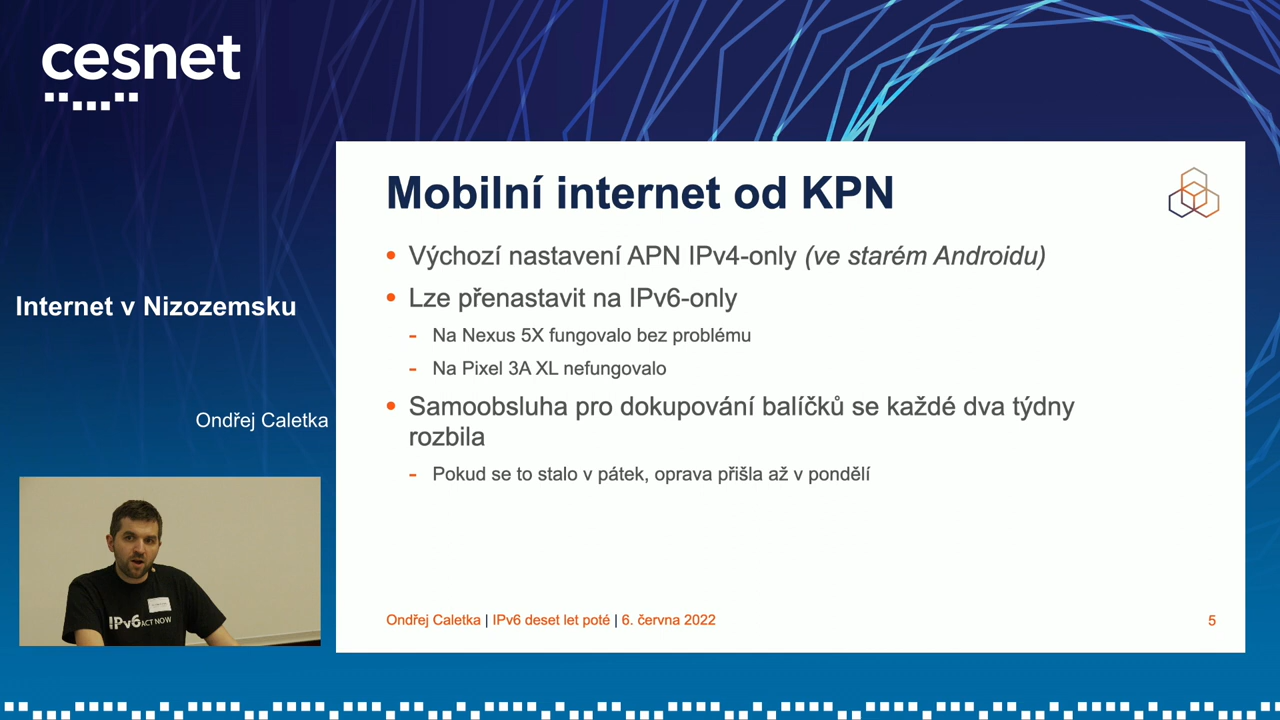 cesnet
Mobilní internet od KPN
• Výchozí nastavení APN IPv4-only (ve starém Androidu)
• Lze přenastavit na IPv6-only
- Na Nexus 5X fungovalo bez problému
- Na Pixel 3A XL nefungovalo
• Samoobsluha pro dokupování balíčků se každé dva týdny
rozbila
- Pokud se to stalo v pátek, oprava přišla až v pondělí
Ondřej Caletka | IPv6 deset let poté | 6. června 2022
5
Internet v Nizozemsku
Ondřej Caletka
IPv6 ACT NOW